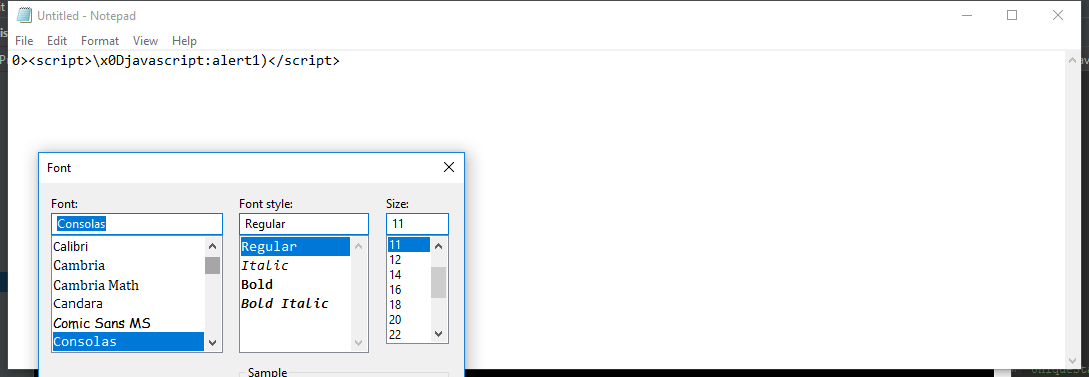 Untitled - Notepad
File Edit Format View Help
0><script>\x0Djavascript:alert1)</script>
Font
Font: Font style: Size:
Consolas Regular 11
Calibri Regular 11
Cambria Italic 12
Cambria Math Bold 14
Candara Bold Italic 16
Comic Sans MS 18
Consolas 20
22
Sample